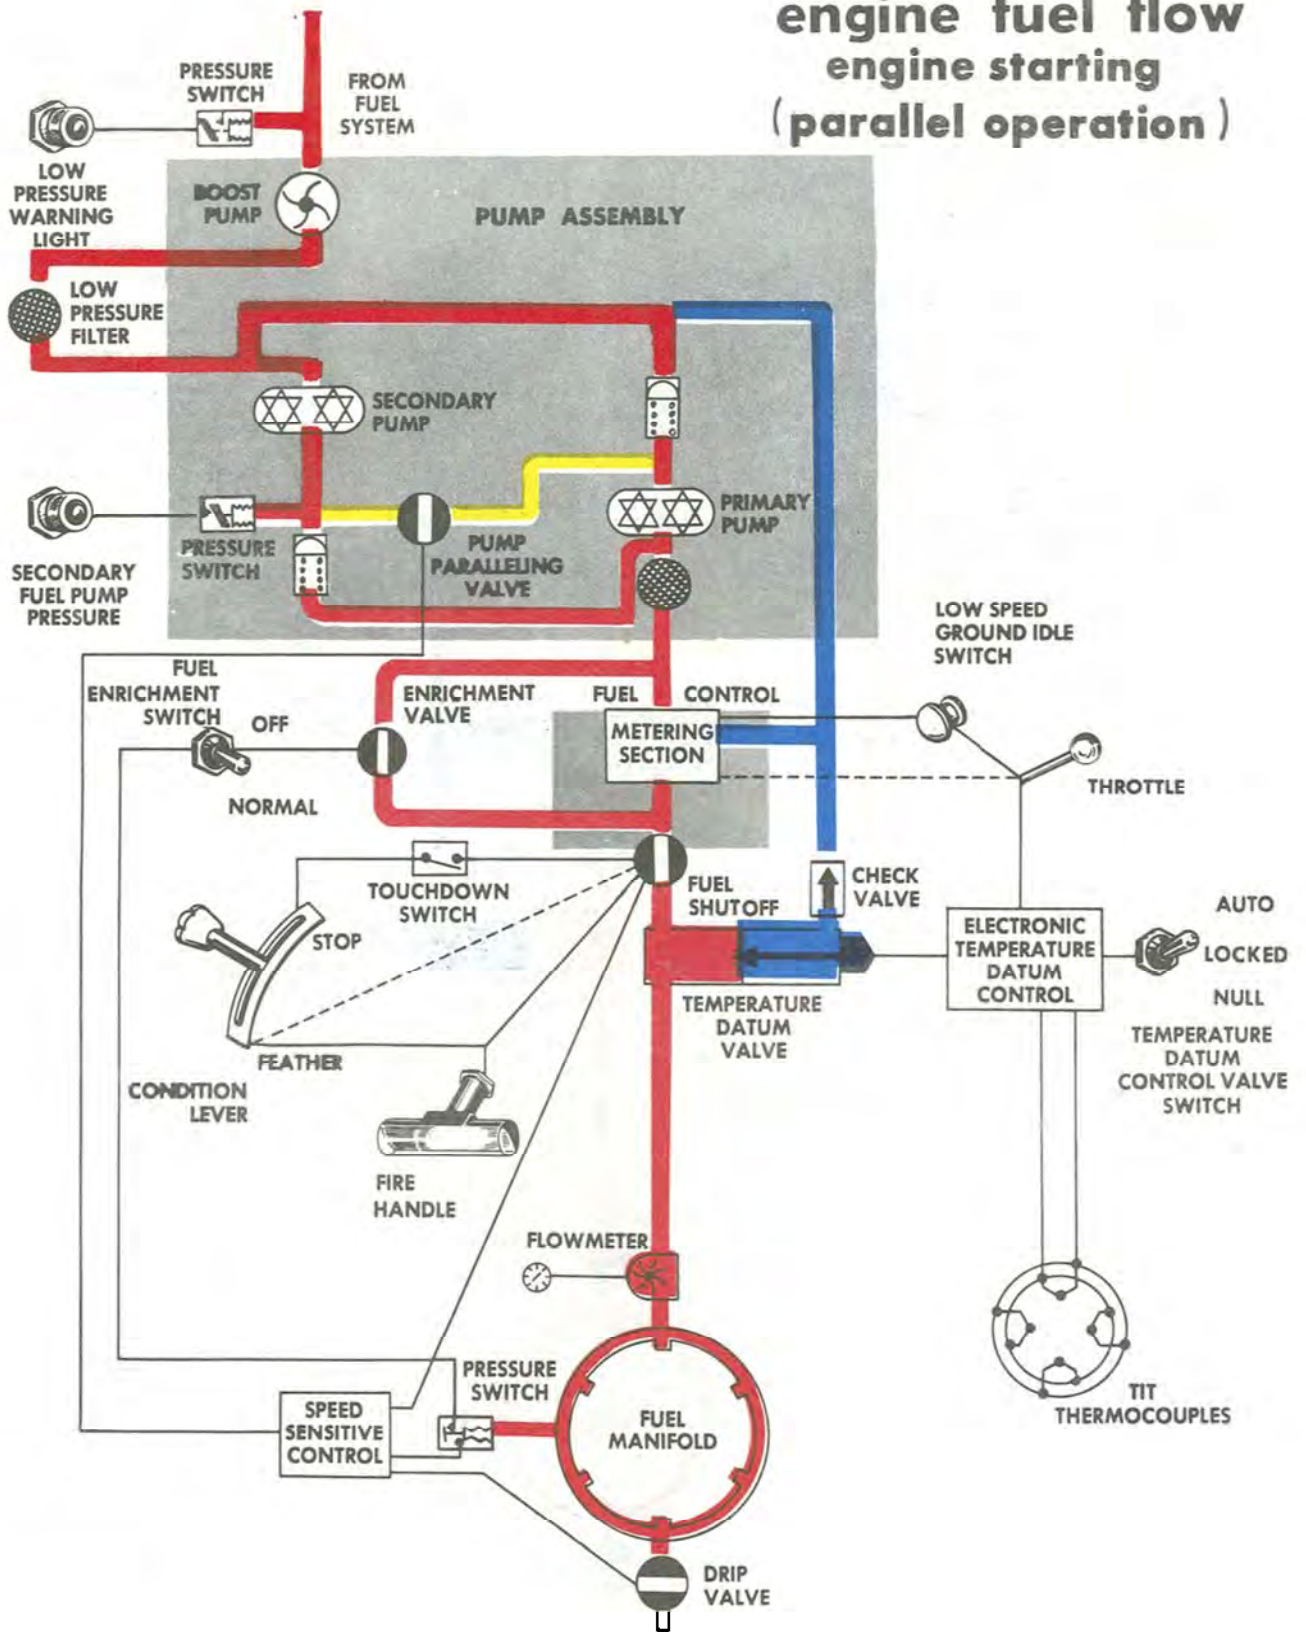 engine fuel flow
engine starting
(parallel operation)
PRESSURE
SWITCH
FROM
FUEL
SYSTEM
LOW
PRESSURE
WARNING
LIGHT
BOOST
PUMP
PUMP ASSEMBLY
LOW
PRESSURE
FILTER
SECONDARY
PUMP
PRIMARY
PUMP
PRESSURE
SWITCH
PUMP
PARALLELING
VALVE
SECONDARY
FUEL PUMP
PRESSURE
LOW SPEED
GROUND IDLE
SWITCH
FUEL
ENRICHMENT
SWITCH
OFF
NORMAL
ENRICHMENT
VALVE
FUEL CONTROL
METERING
SECTION
THROTTLE
TOUCHDOWN
SWITCH
FUEL
SHUTOFF
CHECK
VALVE
STOP
FEATHER
CONDITION
LEVER
ELECTRONIC
TEMPERATURE
DATUM
CONTROL
AUTO
LOCKED
NULL
TEMPERATURE
DATUM
CONTROL VALVE
SWITCH
TEMPERATURE
DATUM
VALVE
FIRE
HANDLE
FLOWMETER
PRESSURE
SWITCH
SPEED
SENSITIVE
CONTROL
FUEL
MANIFOLD
TIT
THERMOCOUPLES
DRIP
VALVE